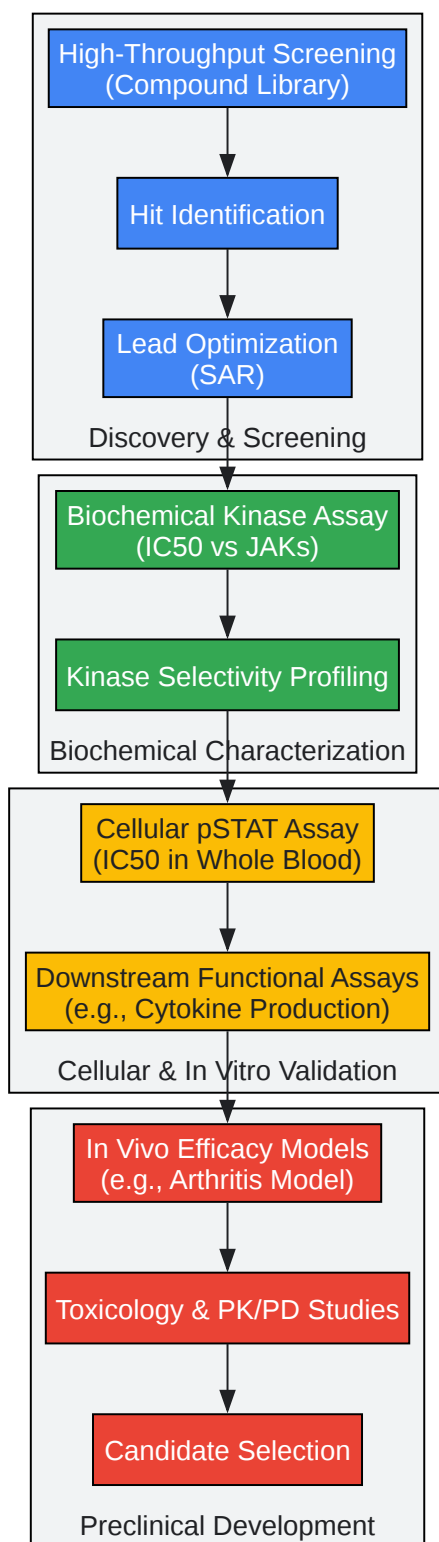 High-Throughput Screening
(Compound Library)
Hit Identification
Lead Optimization
(SAR)
Discovery & Screening
Biochemical Kinase Assay
(IC50 vs JAKs)
Kinase Selectivity Profiling
Biochemical Characterization
Cellular pSTAT Assay
(IC50 in Whole Blood)
Downstream Functional Assays
(e.g., Cytokine Production)
Cellular & In Vitro Validation
In Vivo Efficacy Models
(e.g., Arthritis Model)
Toxicology & PK/PD Studies
Candidate Selection
Preclinical Development